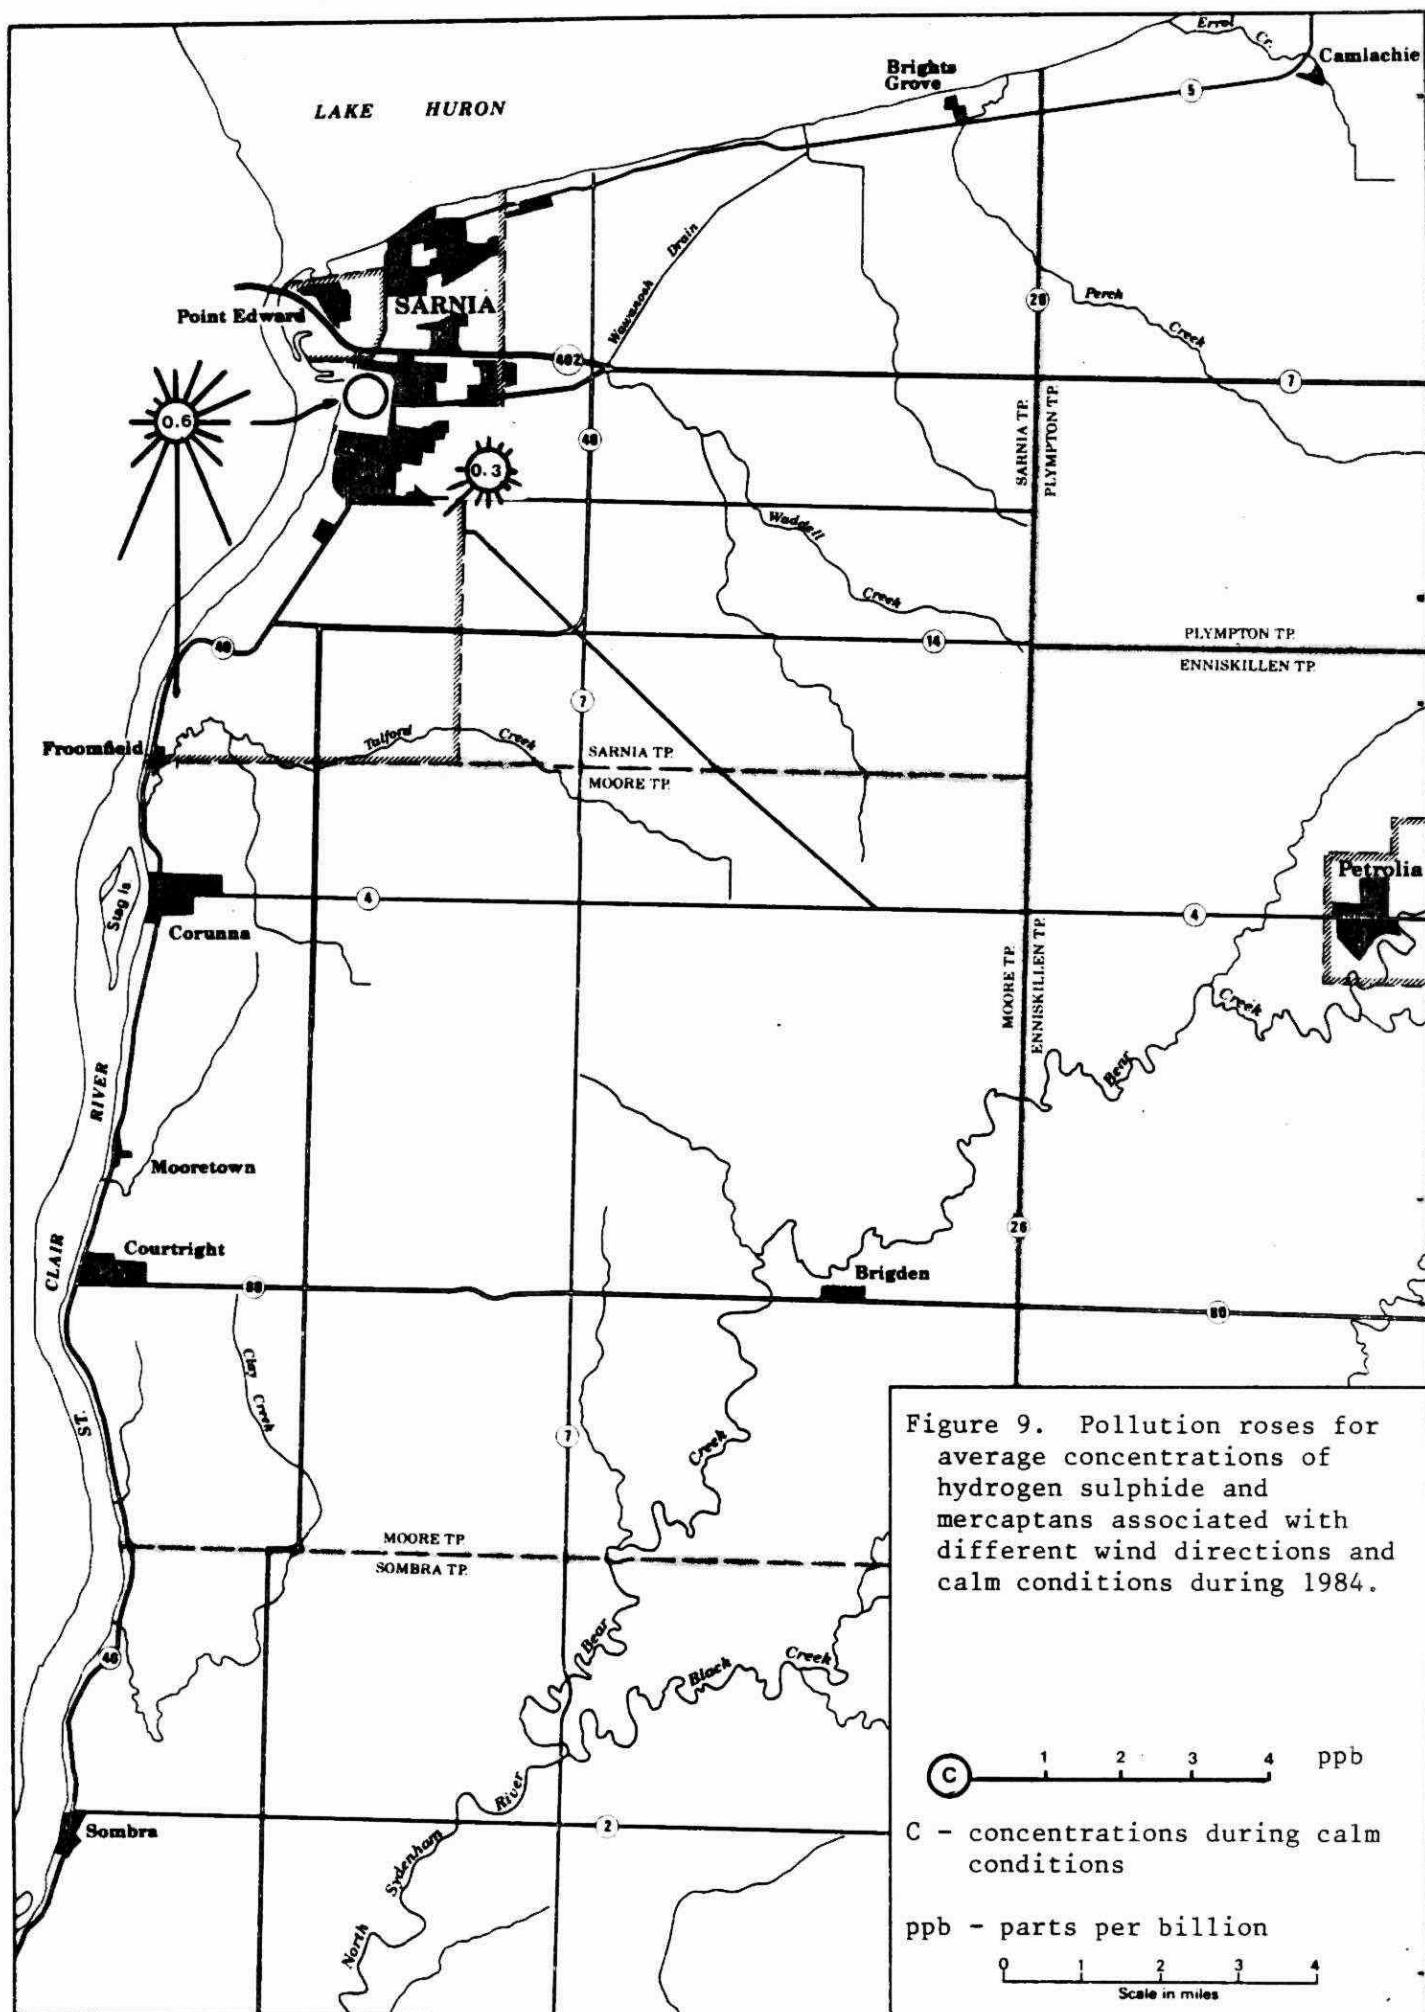 Errol
Cr.
Camlachie
Brights
Grove
5
LAKE HURON
Wawanosh Drain
26
Perch
Creek
SARNIA
Point Edward
402
7
SARNIA TP.
PLYMPTON TP.
0.6
40
0.3
Waddell
Creek
40
14
PLYMPTON TP.
ENNISKILLEN TP.
7
Froomfield
Talford Creek
SARNIA TP.
MOORE TP.
Petrolia
Stag Is
4
4
Corunna
MOORE TP.
ENNISKILLEN TP.
Creek
Bear
RIVER
Mooretown
26
CLAIR
Courtright
80
Brigden
80
Clay Creek
ST.
7
Creek
MOORE TP
SOMBRA TP.
Bear
Black
Creek
40
River
Sydenham
North
Sombra
2
Figure 9. Pollution roses for
average concentrations of
hydrogen sulphide and
mercaptans associated with
different wind directions and
calm conditions during 1984.
C 1 2 3 4 ppb
C - concentrations during calm
conditions
ppb - parts per billion
0 1 2 3 4
Scale in miles